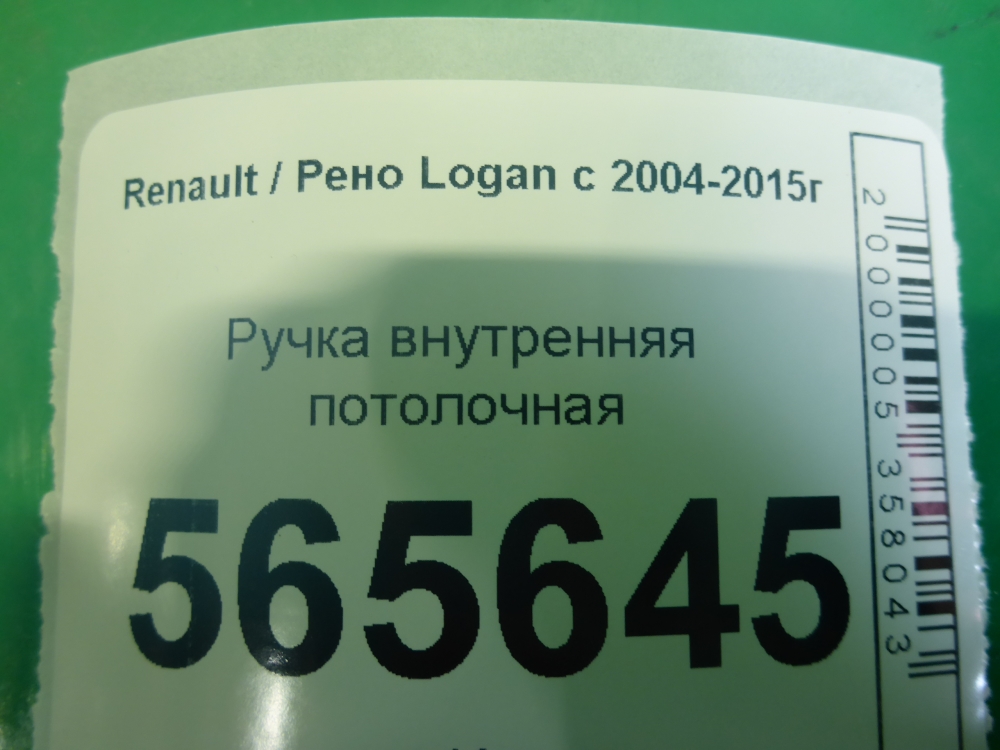 Renault / Рено Logan с 2004-2015г
Ручка внутренняя
потолочная
565645
2000005358043